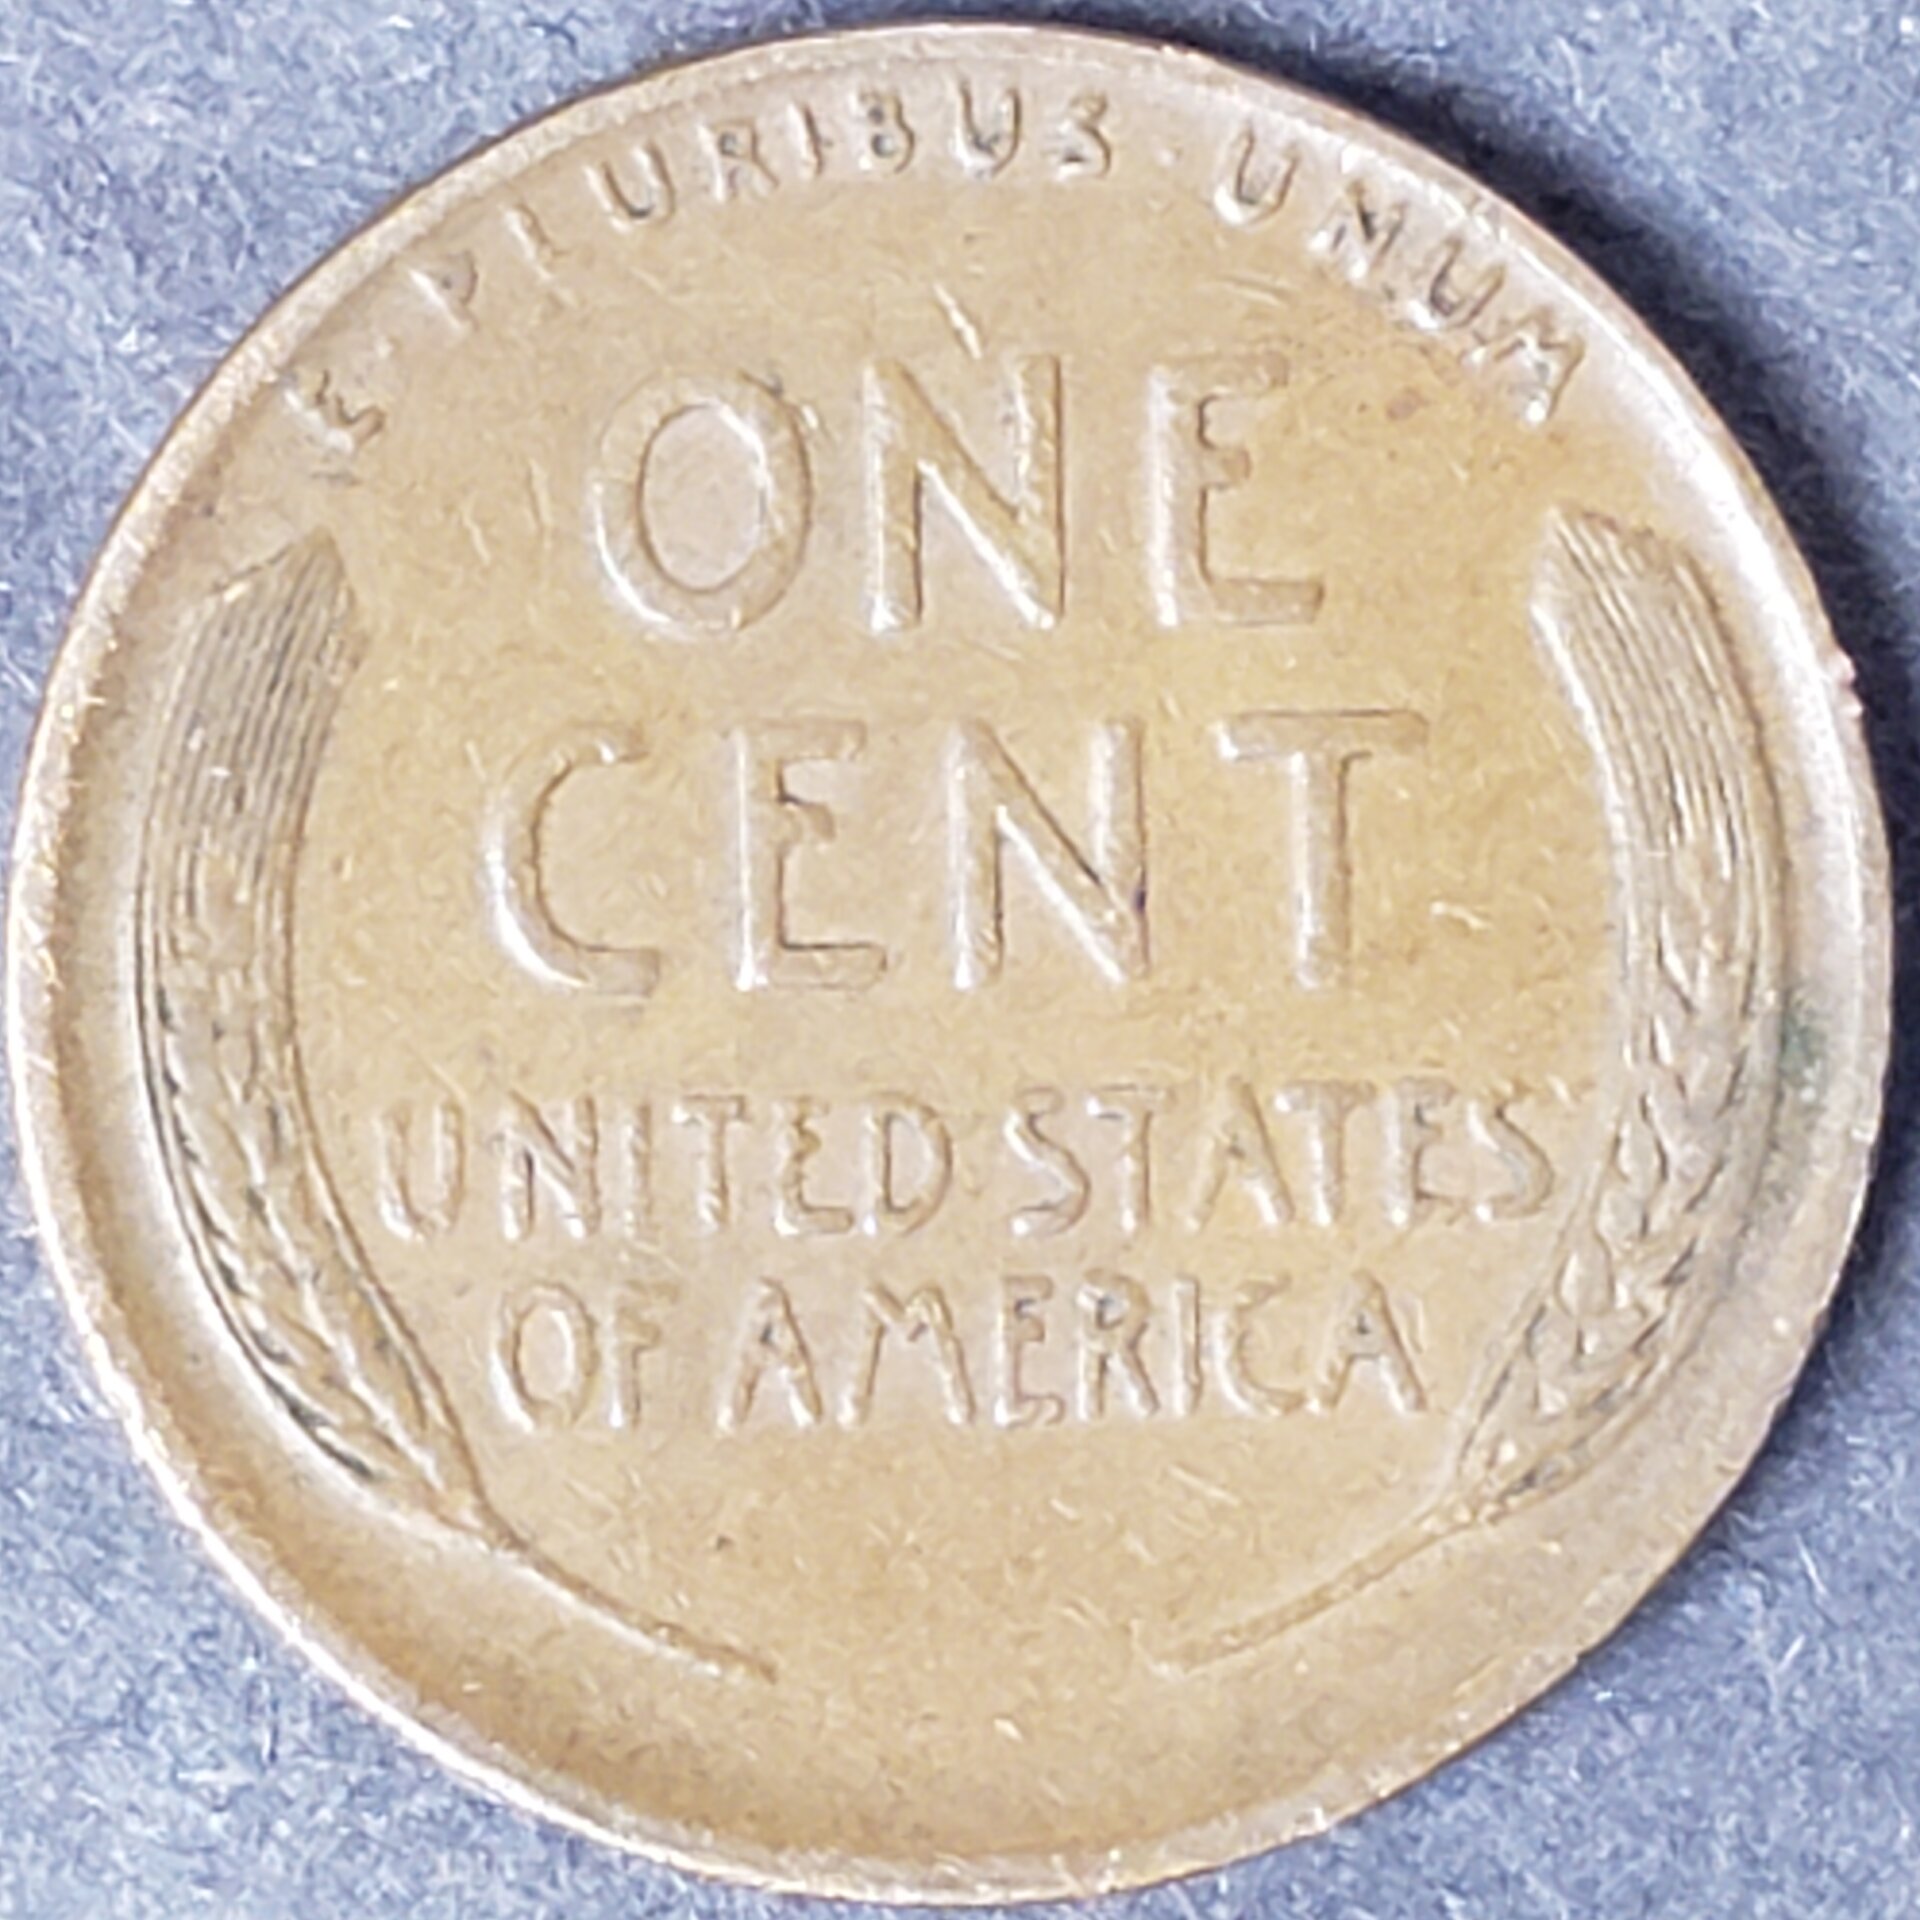 E·PLURIBUS·UNUM
ONE
CENT
UNITED STATES
OF AMERICA